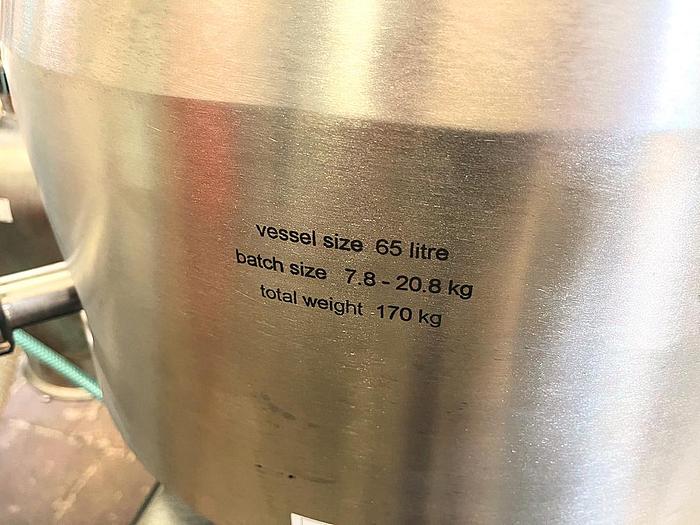 vessel size 65 litre
batch size 7.8 - 20.8 kg
total weight 170 kg